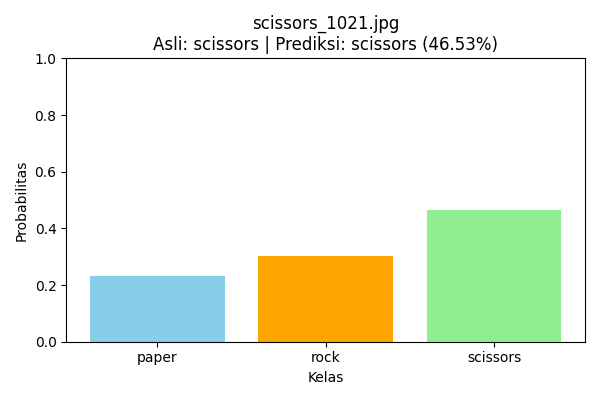 scissors_1021.jpg
Asli: scissors | Prediksi: scissors (46.53%)
1.0
0.8
0.6
0.4
0.2
0.0
Probabilitas
paper rock scissors
Kelas